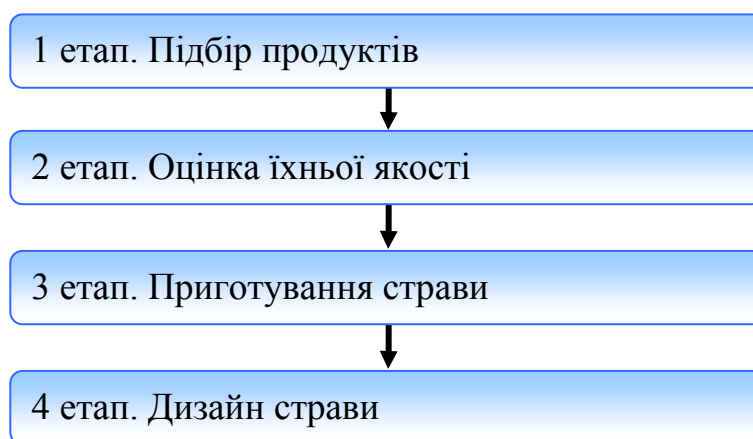 1 етап. Підбір продуктів
2 етап. Оцінка їхньої якості
3 етап. Приготування страви
4 етап. Дизайн страви